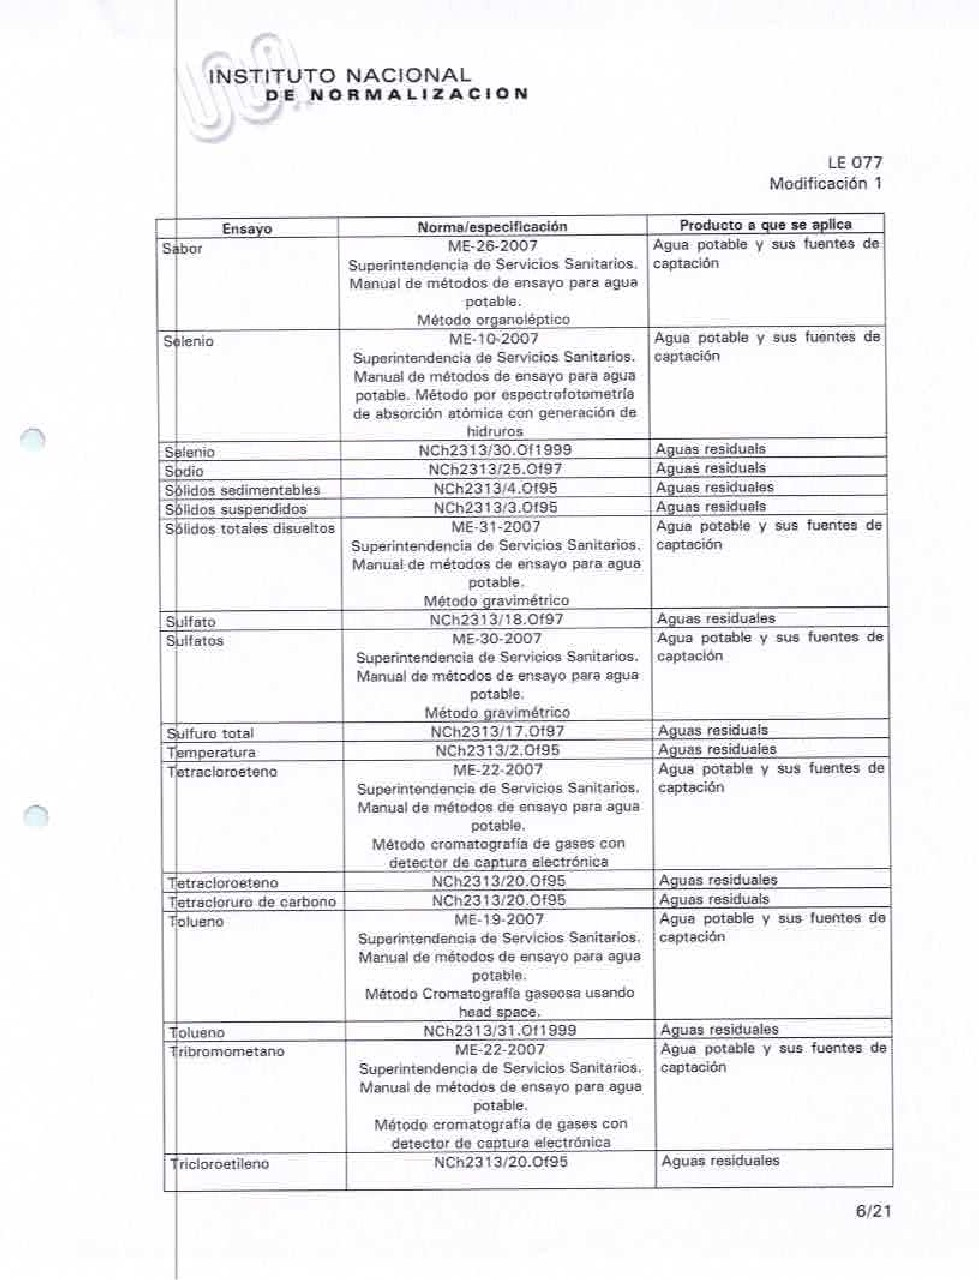 INSTITUTO NACIONAL
DE NORMALIZACION
LE 077
Modificación 1
Ensayo Norma/especificación Producto a que se aplica
Sabor ME-26-2007 Agua potable y sus fuentes de
Superintendencia de Servicios Sanitarios. captación
Manual de métodos de ensayo para agua
potable.
Método organoléptico
Selenio ME-10-2007 Agua potable y sus fuentes de
Superintendencia de Servicios Sanitarios. captación
Manual de métodos de ensayo para agua
potable. Método por espectrofotometría
de absorción atómica con generación de
hidruros
Selenio NCh2313/30.Of1999 Aguas residuals
Sodio NCh2313/25.Of97 Aguas residuals
Sólidos sedimentables NCh2313/4.Of95 Aguas residuales
Sólidos suspendidos NCh2313/3.Of95 Aguas residuals
Sólidos totales disueltos ME-31-2007 Agua potable y sus fuentes de
Superintendencia de Servicios Sanitarios. captación
Manual de métodos de ensayo para agua
potable.
Método gravimétrico
Sulfato NCh2313/18.Of97 Aguas residuales
Sulfatos ME-30-2007 Agua potable y sus fuentes de
Superintendencia de Servicios Sanitarios. captación
Manual de métodos de ensayo para agua
potable.
Método gravimétrico
Sulfuro total NCh2313/17.Of97 Aguas residuals
Temperatura NCh2313/2.Of95 Aguas residuales
Tetracloroeteno ME-22-2007 Agua potable y sus fuentes de
Superintendencia de Servicios Sanitarios. captación
Manual de métodos de ensayo para agua
potable.
Método cromatografía de gases con
detector de captura electrónica
Tetracloroeteno NCh2313/20.Of95 Aguas residuales
Tetracloruro de carbono NCh2313/20.Of95 Aguas residuals
Tolueno ME-19-2007 Agua potable y sus fuentes de
Superintendencia de Servicios Sanitarios. captación
Manual de métodos de ensayo para agua
potable.
Método Cromatografía gaseosa usando
head space.
Tolueno NCh2313/31.Of1999 Aguas residuales
Tribromometano ME-22-2007 Agua potable y sus fuentes de
Superintendencia de Servicios Sanitarios. captación
Manual de métodos de ensayo para agua
potable.
Método cromatografía de gases con
detector de captura electrónica
Tricloroetileno NCh2313/20.Of95 Aguas residuales
6/21